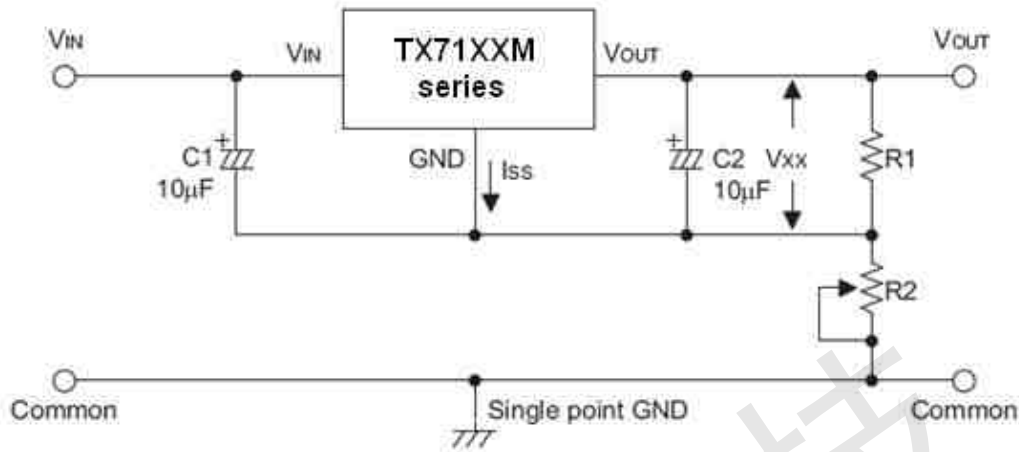 VIN
VIN
TX71XXM
series
VOUT
VOUT
C1
10μF
GND
ISS
C2
10μF
VXX
R1
R2
Common
Single point GND
Common
技